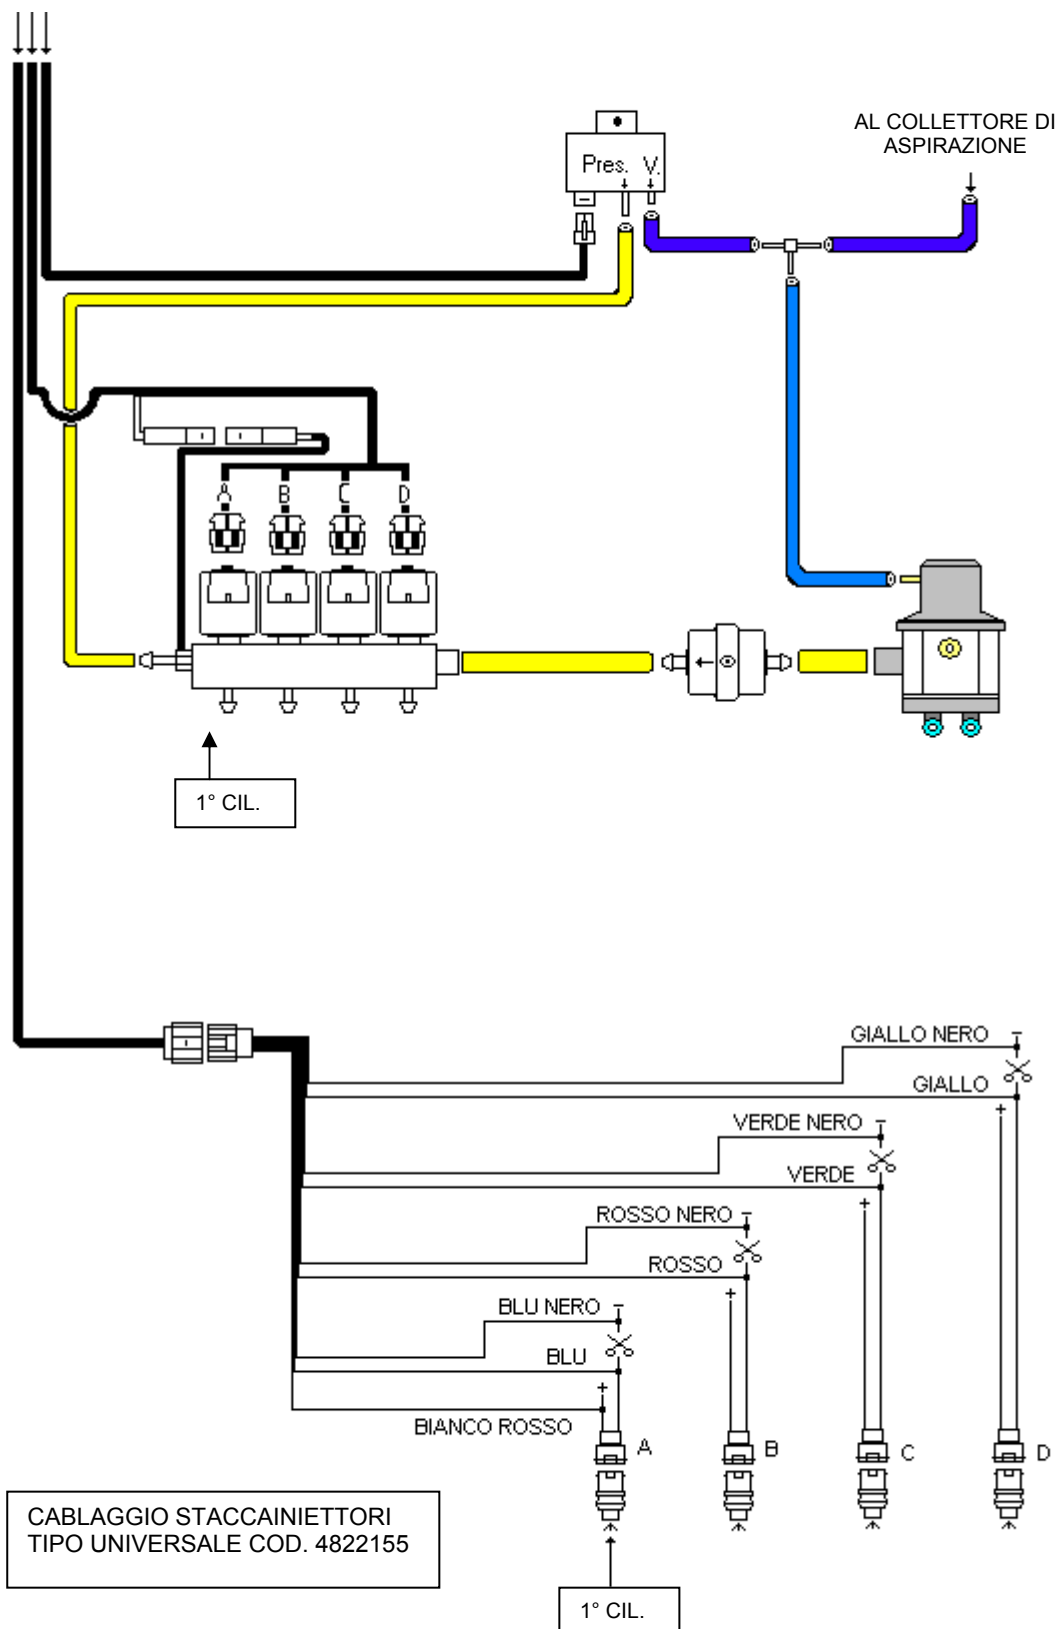 AL COLLETTORE DI
ASPIRAZIONE
Pres. V.
A B C D
1° CIL.
GIALLO NERO -
GIALLO
+
VERDE NERO -
VERDE
+
ROSSO NERO -
ROSSO
+
BLU NERO -
BLU
+
BIANCO ROSSO
A B C D
CABLAGGIO STACCAINIETTORI
TIPO UNIVERSALE COD. 4822155
1° CIL.